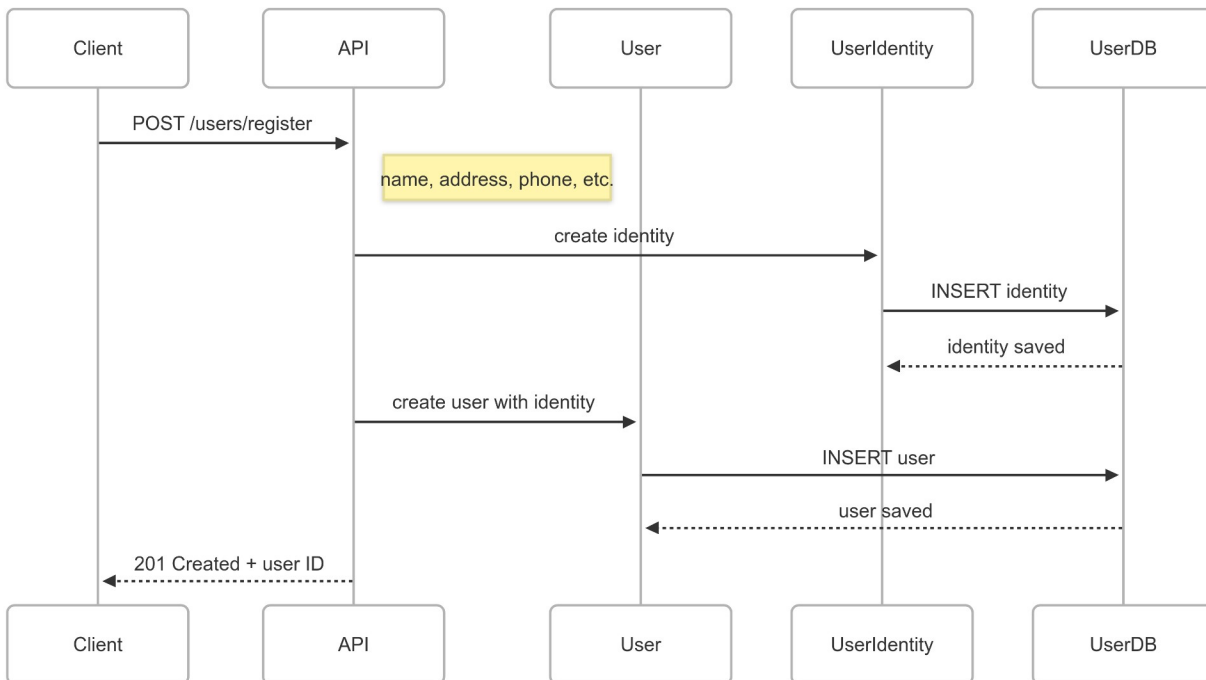 Client
API
User
UserIdentity
UserDB
POST /users/register
name, address, phone, etc.
create identity
INSERT identity
identity saved
create user with identity
INSERT user
user saved
201 Created + user ID
Client
API
User
UserIdentity
UserDB